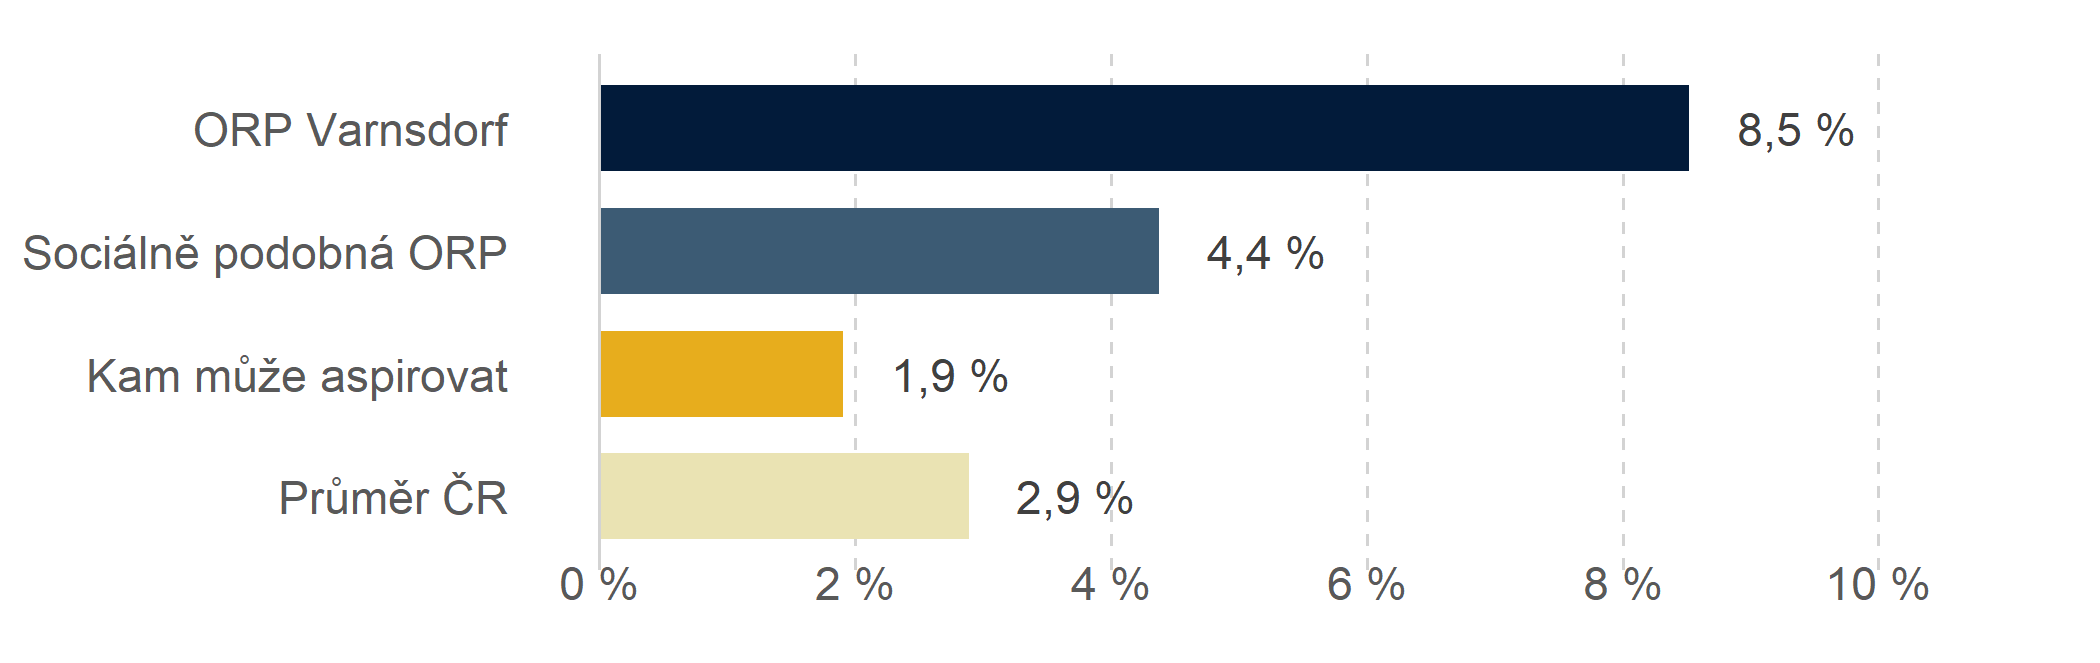 ORP Varnsdorf
8,5 %
Sociálně podobná ORP
4,4 %
Kam může aspirovat
1,9 %
Průměr ČR
2,9 %
0 % 2 % 4 % 6 % 8 % 10 %